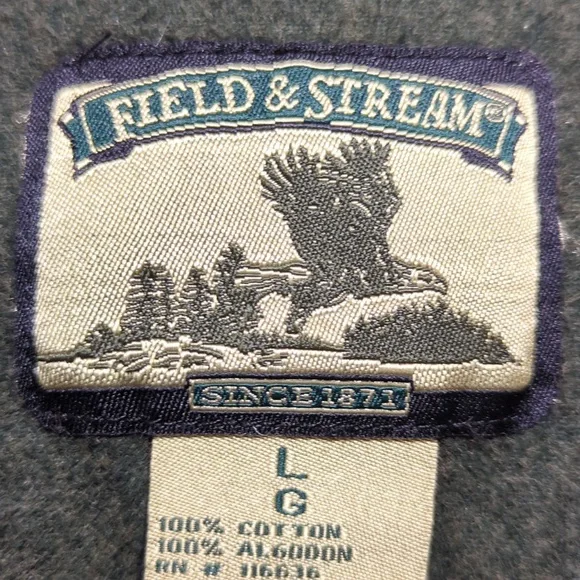 FIELD & STREAM®
SINCE 1871
L
G
100% COTTON
100% ALGODON
RN # 116636